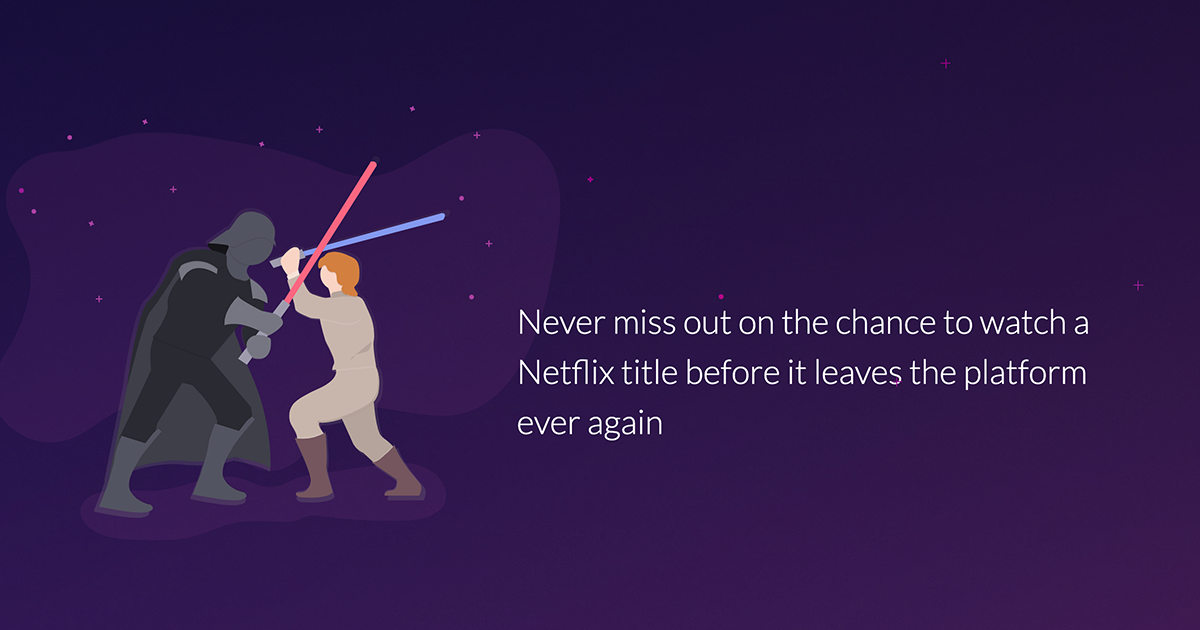 Never miss out on the chance to watch a
Netflix title before it leaves the platform
ever again